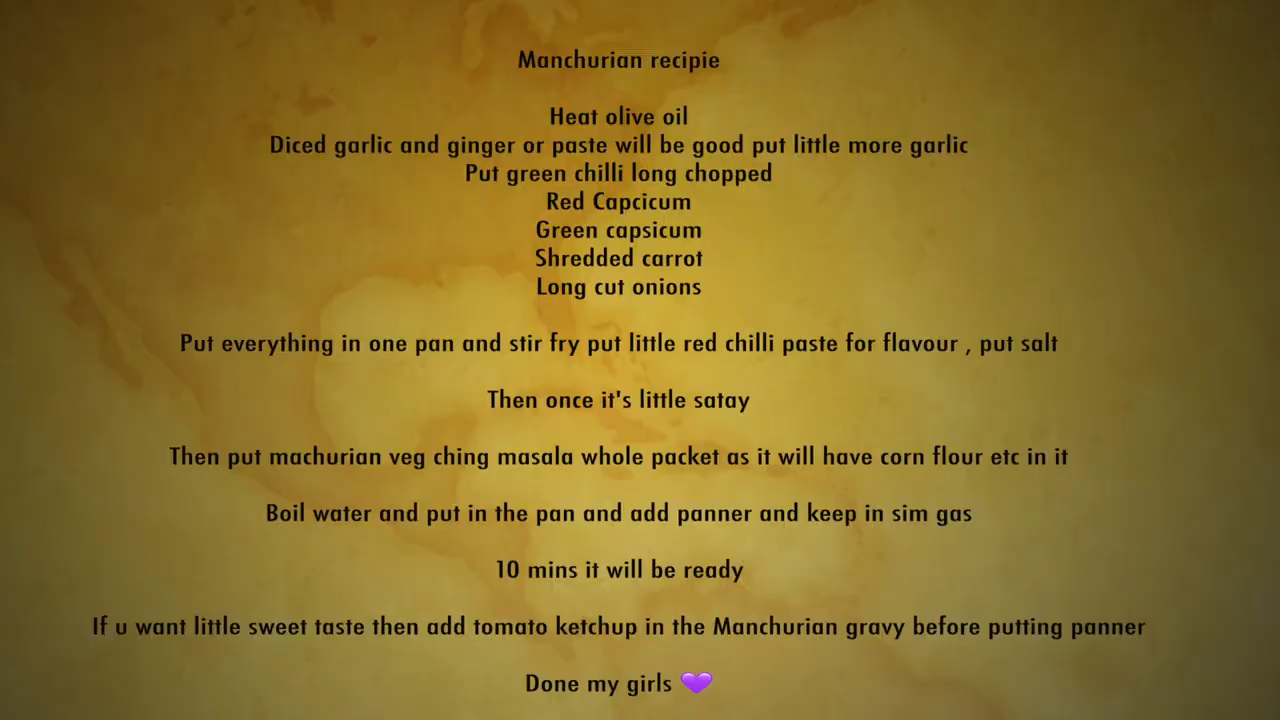 Manchurian recipie
Heat olive oil
Diced garlic and ginger or paste will be good put little more garlic
Put green chilli long chopped
Red Capcicum
Green capsicum
Shredded carrot
Long cut onions
Put everything in one pan and stir fry put little red chilli paste for flavour , put salt
Then once it's little satay
Then put machurian veg ching masala whole packet as it will have corn flour etc in it
Boil water and put in the pan and add panner and keep in sim gas
10 mins it will be ready
If u want little sweet taste then add tomato ketchup in the Manchurian gravy before putting panner
Done my girls 💜